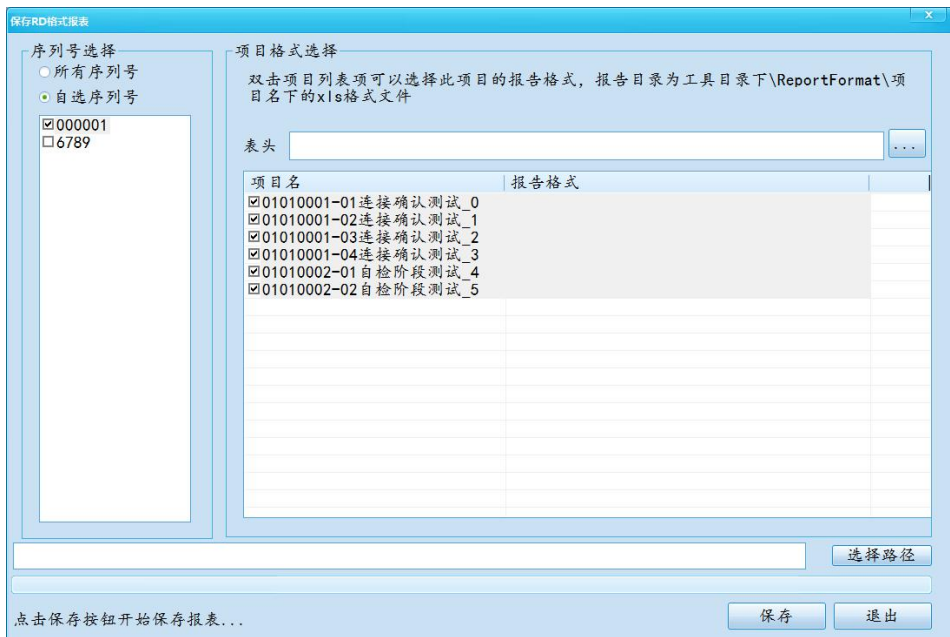 保存RD格式报表
x
序列号选择
所有序列号
自选序列号
000001
6789
项目格式选择
双击项目列表项可以选择此项目的报告格式，报告目录为工具目录下\ReportFormat\项
目名下的xls格式文件
表头
...
项目名 报告格式
01010001-01连接确认测试_0
01010001-02连接确认测试_1
01010001-03连接确认测试_2
01010001-04连接确认测试_3
01010002-01自检阶段测试_4
01010002-02自检阶段测试_5
选择路径
点击保存按钮开始保存报表...
保存
退出